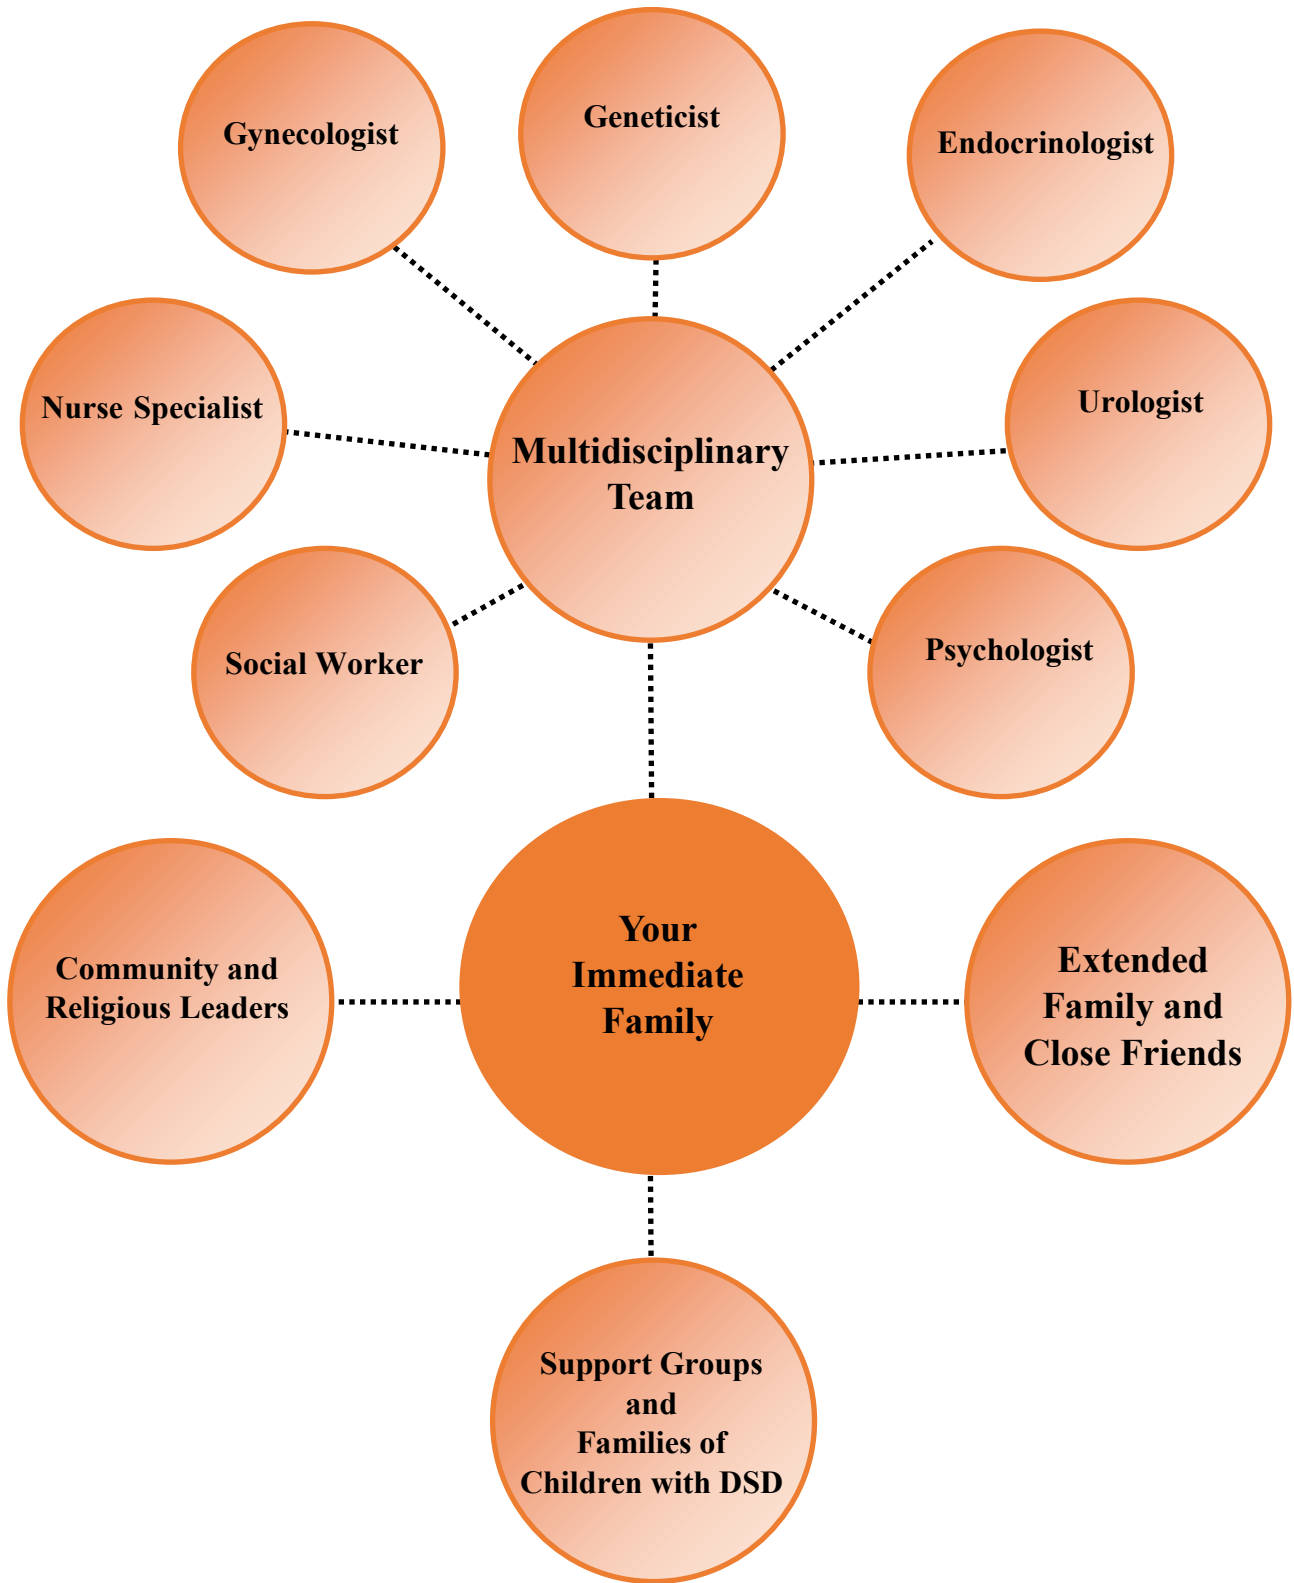 Gynecologist
Geneticist
Endocrinologist
Nurse Specialist
Urologist
Multidisciplinary
Team
Social Worker
Psychologist
Community and
Religious Leaders
Your
Immediate
Family
Extended
Family and
Close Friends
Support Groups
and
Families of
Children with DSD